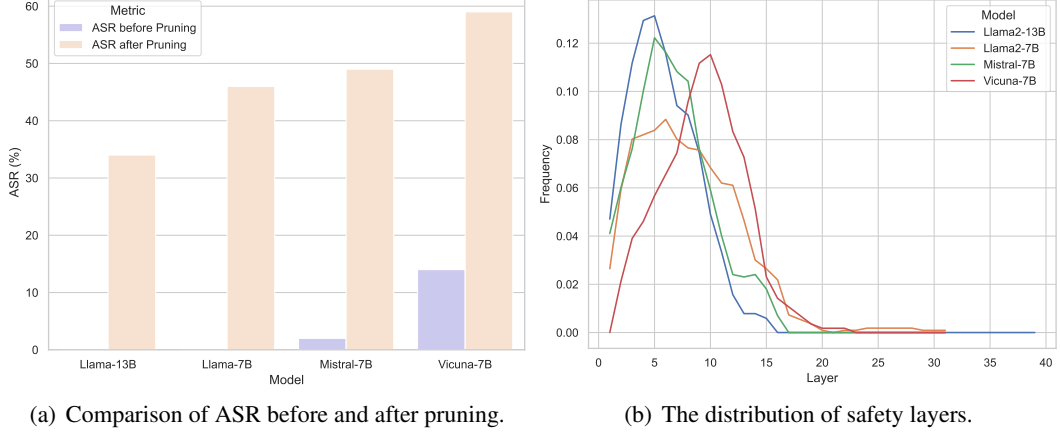 Metric
ASR before Pruning
ASR after Pruning
60
50
40
30
20
10
0
ASR (%)
Llama-13B Llama-7B Mistral-7B Vicuna-7B
Model
(a) Comparison of ASR before and after pruning.
Model
Llama2-13B
Llama2-7B
Mistral-7B
Vicuna-7B
0.12
0.10
0.08
0.06
0.04
0.02
0.00
Frequency
0 5 10 15 20 25 30 35 40
Layer
(b) The distribution of safety layers.